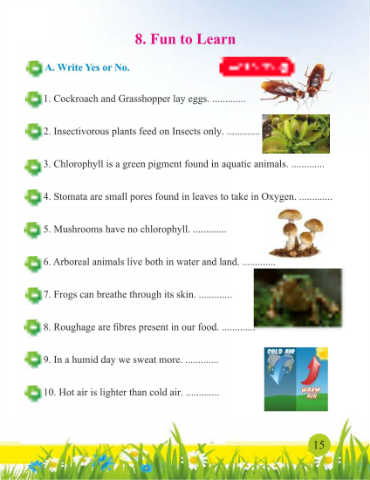 8. Fun to Learn
A. Write Yes or No.
1. Cockroach and Grasshopper lay eggs. .............
2. Insectivorous plants feed on Insects only. .............
3. Chlorophyll is a green pigment found in aquatic animals. .............
4. Stomata are small pores found in leaves to take in Oxygen. .............
5. Mushrooms have no chlorophyll. .............
6. Arboreal animals live both in water and land. .............
7. Frogs can breathe through its skin. .............
8. Roughage are fibres present in our food. .............
9. In a humid day we sweat more. .............
COLD AIR
WARM AIR
10. Hot air is lighter than cold air. .............
15